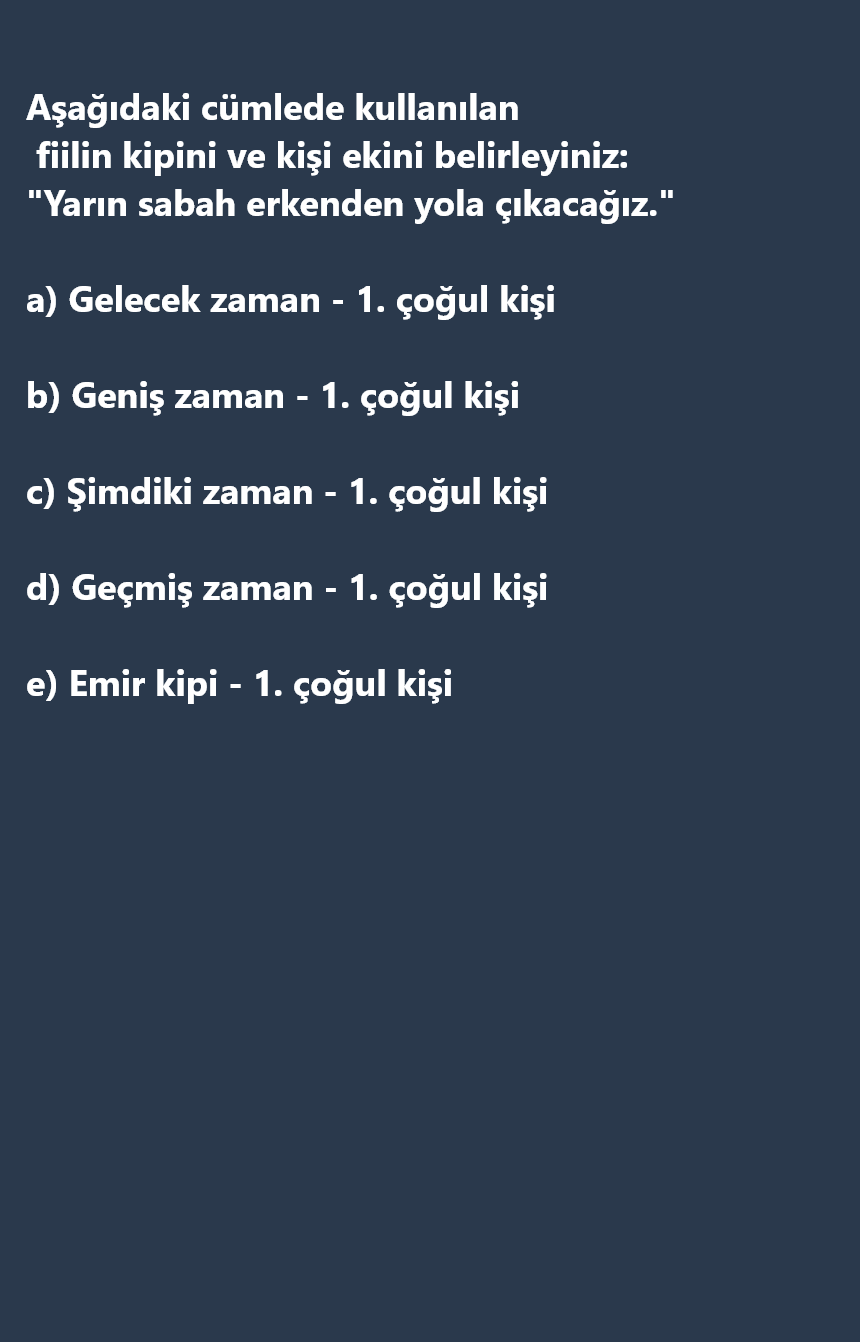 Aşağıdaki cümlede kullanılan
fiilin kipini ve kişi ekini belirleyiniz:
"Yarın sabah erkenden yola çıkacağız."
a) Gelecek zaman - 1. çoğul kişi
b) Geniş zaman - 1. çoğul kişi
c) Şimdiki zaman - 1. çoğul kişi
d) Geçmiş zaman - 1. çoğul kişi
e) Emir kipi - 1. çoğul kişi